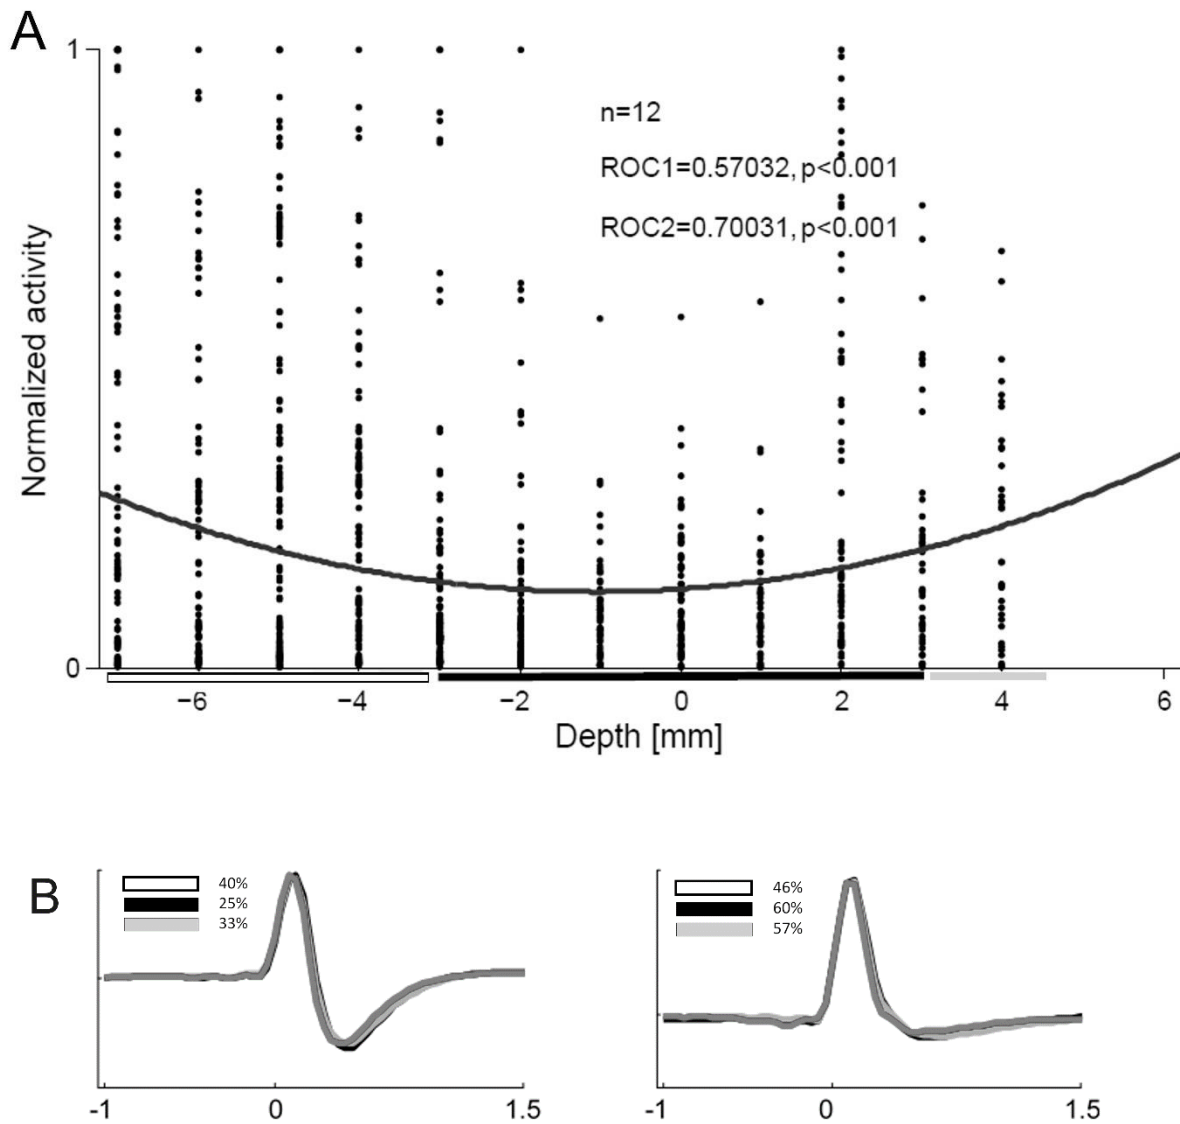 A
1
n=12
ROC1=0.57032, p<0.001
ROC2=0.70031, p<0.001
Normalized activity
0
−6 −4 −2 0 2 4 6
Depth [mm]
B
40%
25%
33%
-1 0 1.5
46%
60%
57%
-1 0 1.5